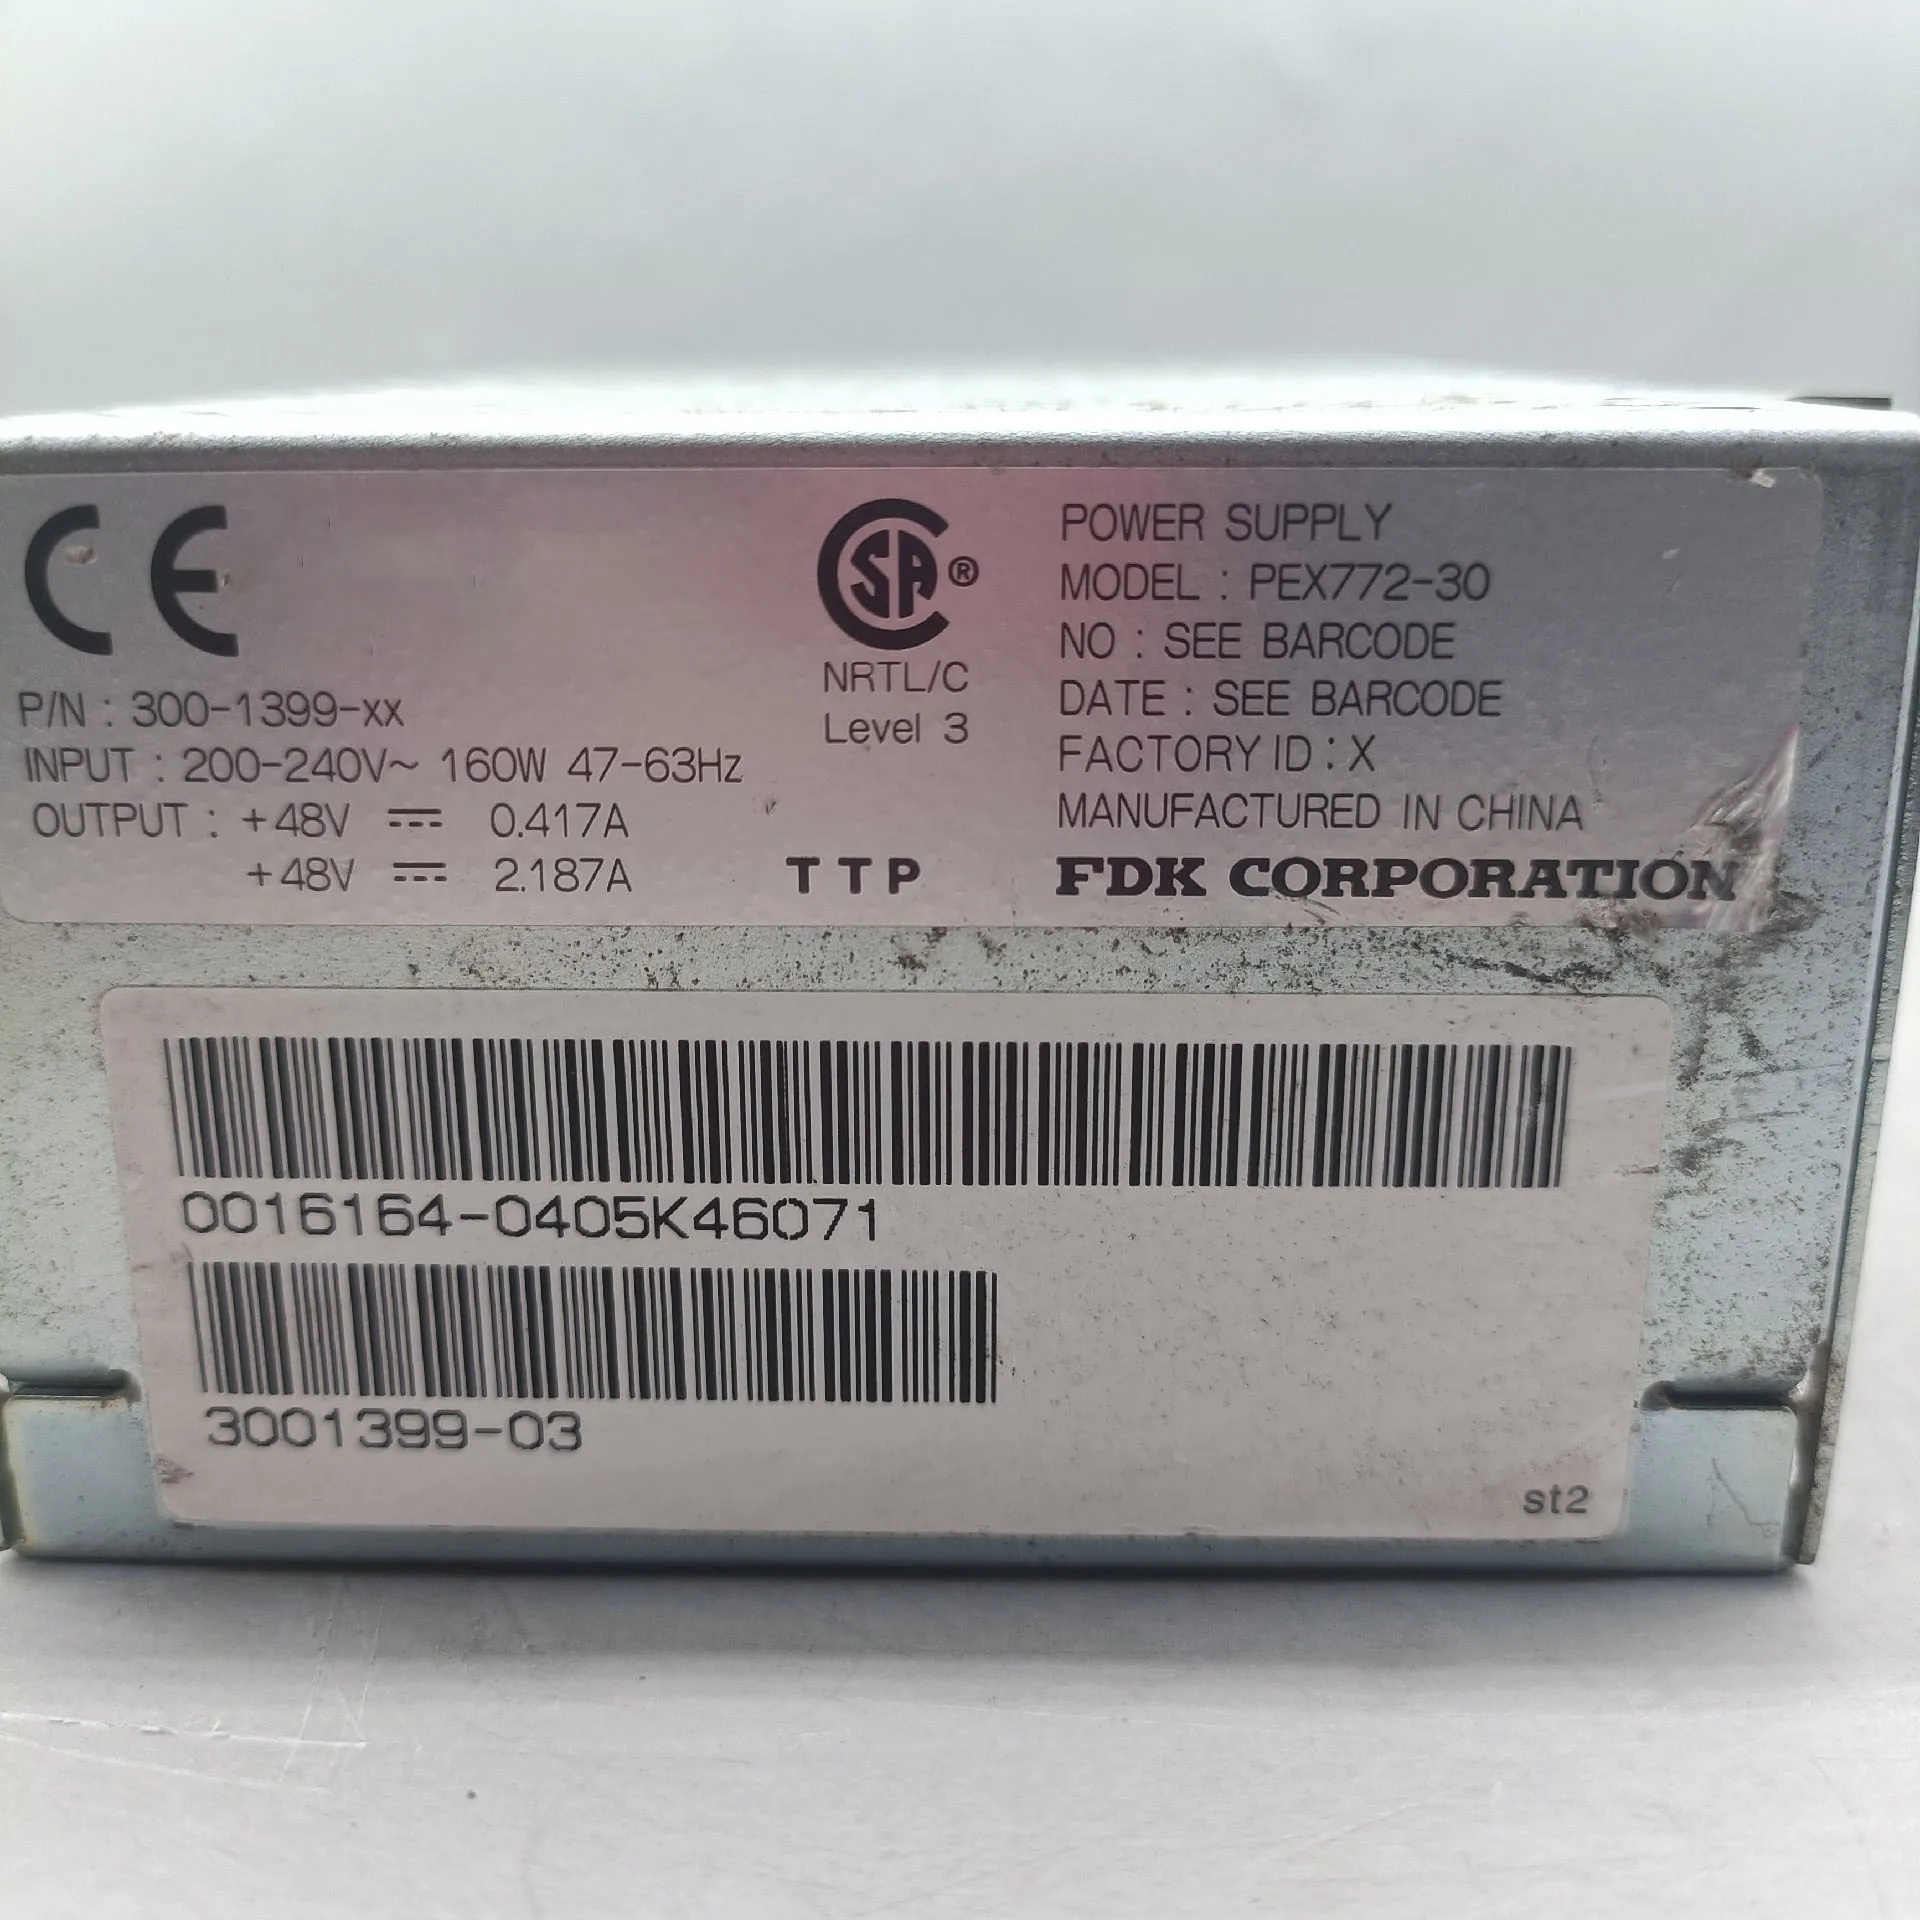 CE
P/N : 300-1399-xx
INPUT : 200-240V~ 160W 47-63Hz
OUTPUT : +48V ⎓ 0.417A
+48V ⎓ 2.187A
SA®
NRTL/C
Level 3
TTP
POWER SUPPLY
MODEL : PEX772-30
NO : SEE BARCODE
DATE : SEE BARCODE
FACTORY ID : X
MANUFACTURED IN CHINA
FDK CORPORATION
0016164-0405K46071
3001399-03
st2